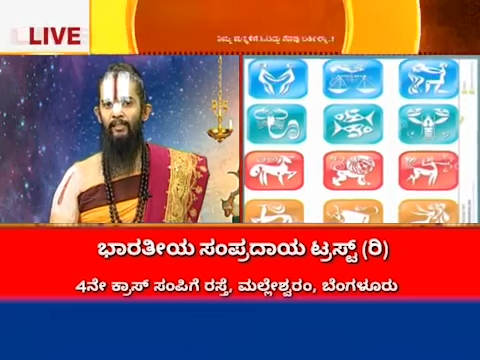 LIVE
ನಿಮ್ಮ
ಭಾರತೀಯ ಸಂಪ್ರದಾಯ ಟ್ರಸ್ಟ್ (ರಿ)
4ನೇ ಕ್ರಾಸ್ ಸಂಪಿಗೆ ರಸ್ತೆ, ಮಲ್ಲೇಶ್ವರಂ, ಬೆಂಗಳೂರು